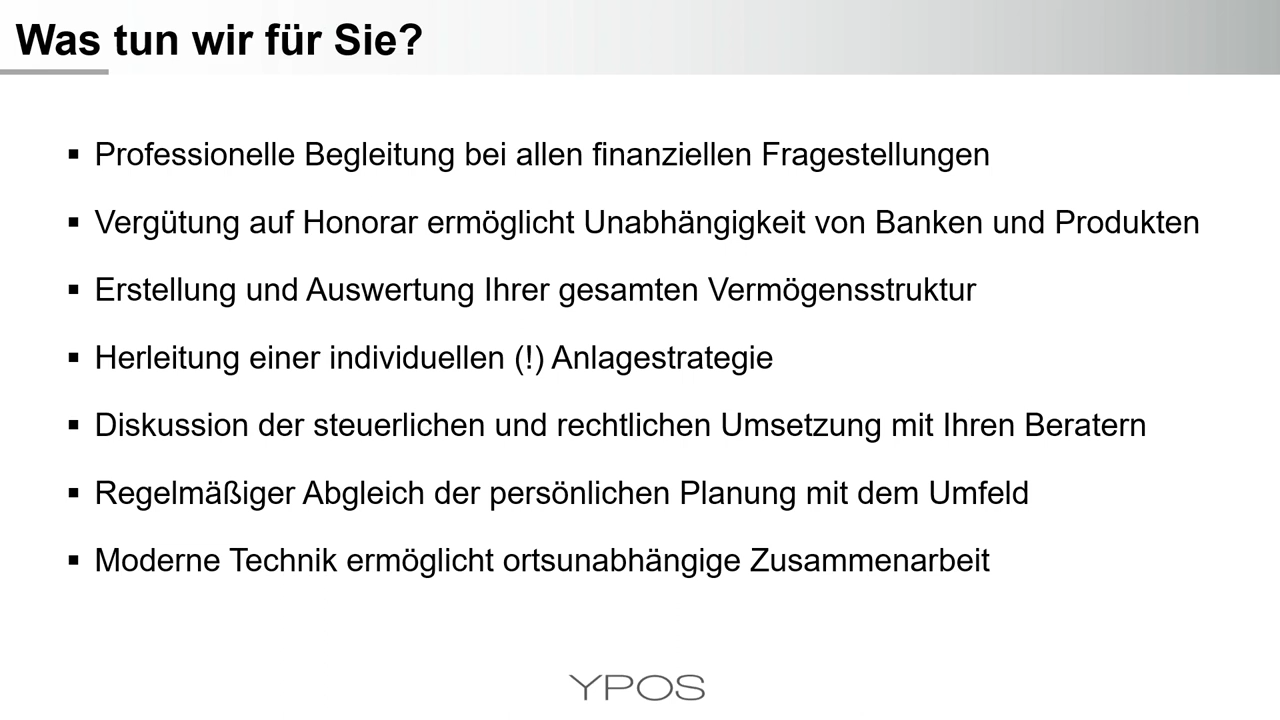 Was tun wir für Sie?
▪ Professionelle Begleitung bei allen finanziellen Fragestellungen
▪ Vergütung auf Honorar ermöglicht Unabhängigkeit von Banken und Produkten
▪ Erstellung und Auswertung Ihrer gesamten Vermögensstruktur
▪ Herleitung einer individuellen (!) Anlagestrategie
▪ Diskussion der steuerlichen und rechtlichen Umsetzung mit Ihren Beratern
▪ Regelmäßiger Abgleich der persönlichen Planung mit dem Umfeld
▪ Moderne Technik ermöglicht ortsunabhängige Zusammenarbeit
YPOS